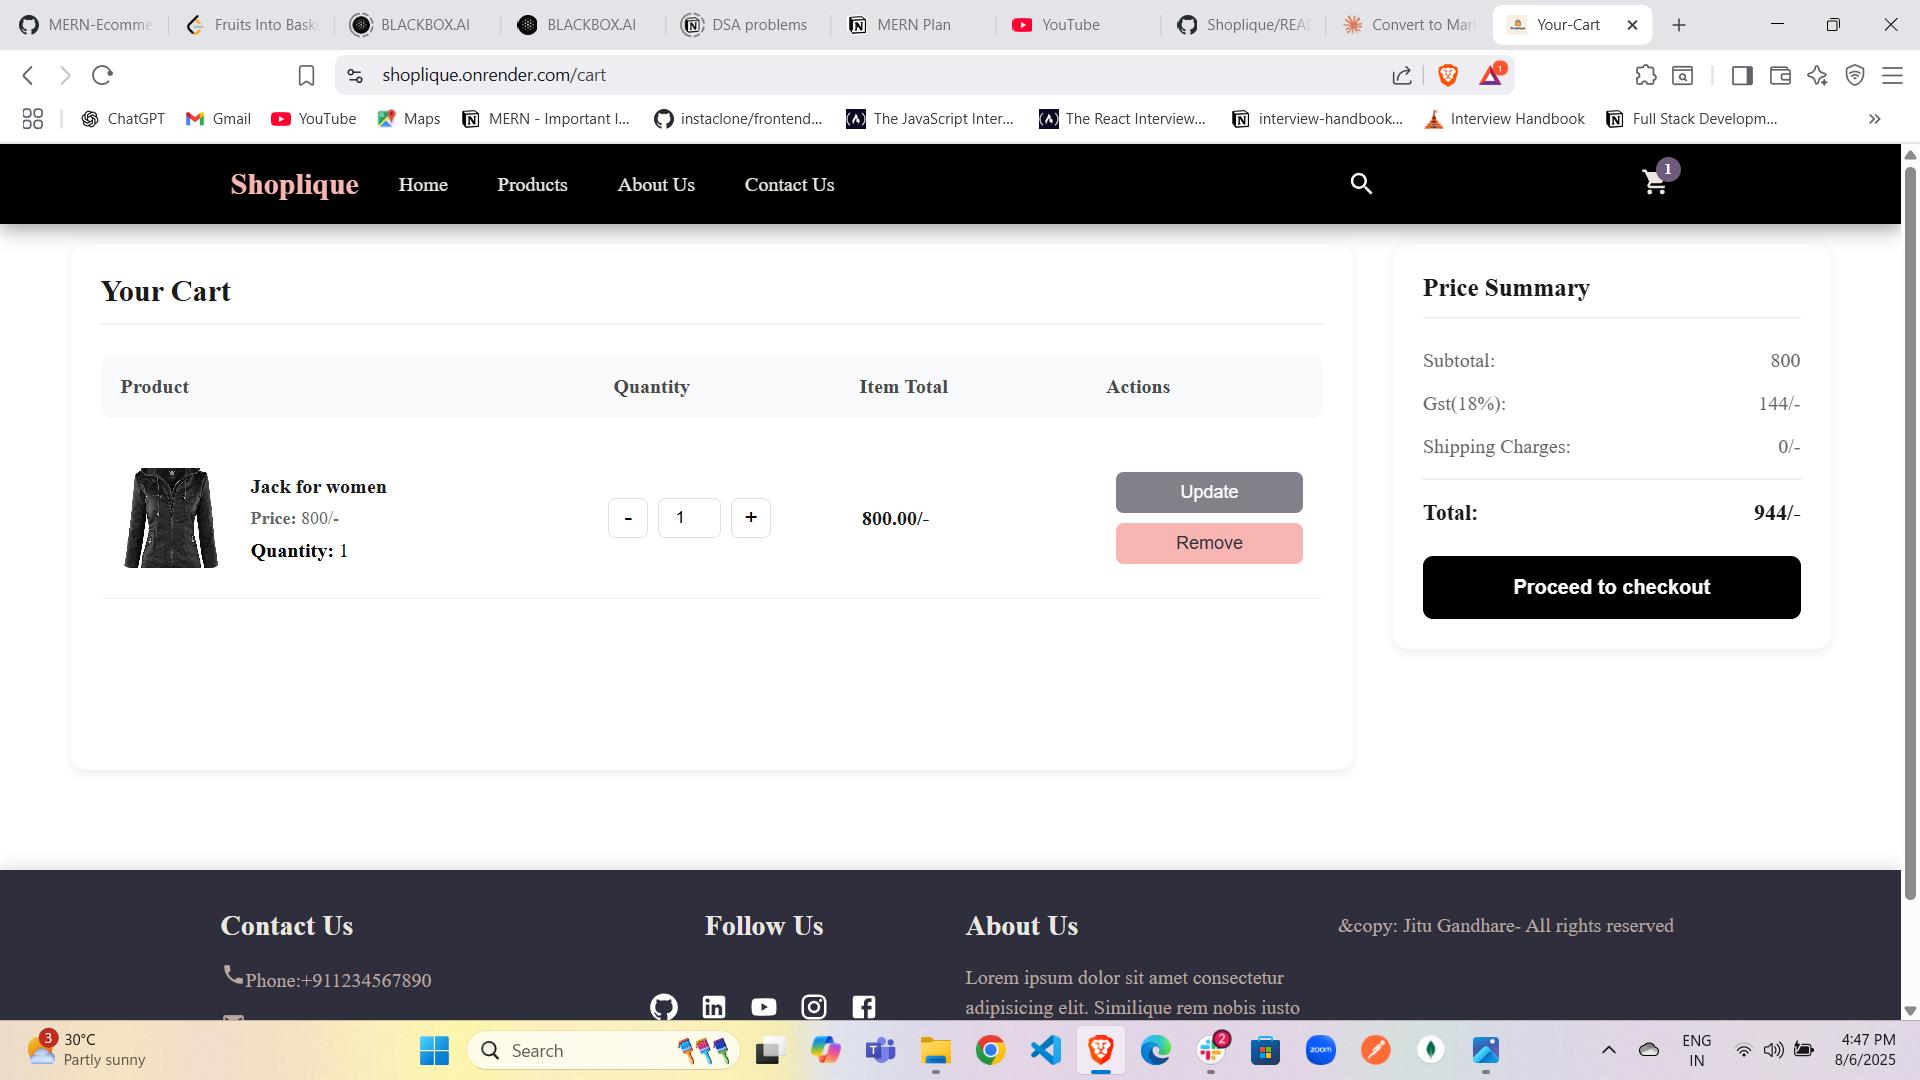 MERN-Ecomme
Fruits Into Baske
BLACKBOX.AI
BLACKBOX.AI
DSA problems
MERN Plan
YouTube
Shoplique/READ
Convert to Mar
Your-Cart
shoplique.onrender.com/cart
1
ChatGPT
Gmail
YouTube
Maps
MERN - Important I...
instaclone/frontend...
The JavaScript Inter...
The React Interview...
interview-handbook...
Interview Handbook
Full Stack Developm...
Shoplique
Home
Products
About Us
Contact Us
1
Your Cart
Product
Quantity
Item Total
Actions
Jack for women
Price: 800/-
Quantity: 1
-
1
+
800.00/-
Update
Remove
Price Summary
Subtotal: 800
Gst(18%): 144/-
Shipping Charges: 0/-
Total: 944/-
Proceed to checkout
Contact Us
Phone:+911234567890
Follow Us
About Us
Lorem ipsum dolor sit amet consectetur
adipisicing elit. Similique rem nobis iusto
&copy: Jitu Gandhare- All rights reserved
3
30°C
Partly sunny
Search
2
zoom
ENG
IN
4:47 PM
8/6/2025